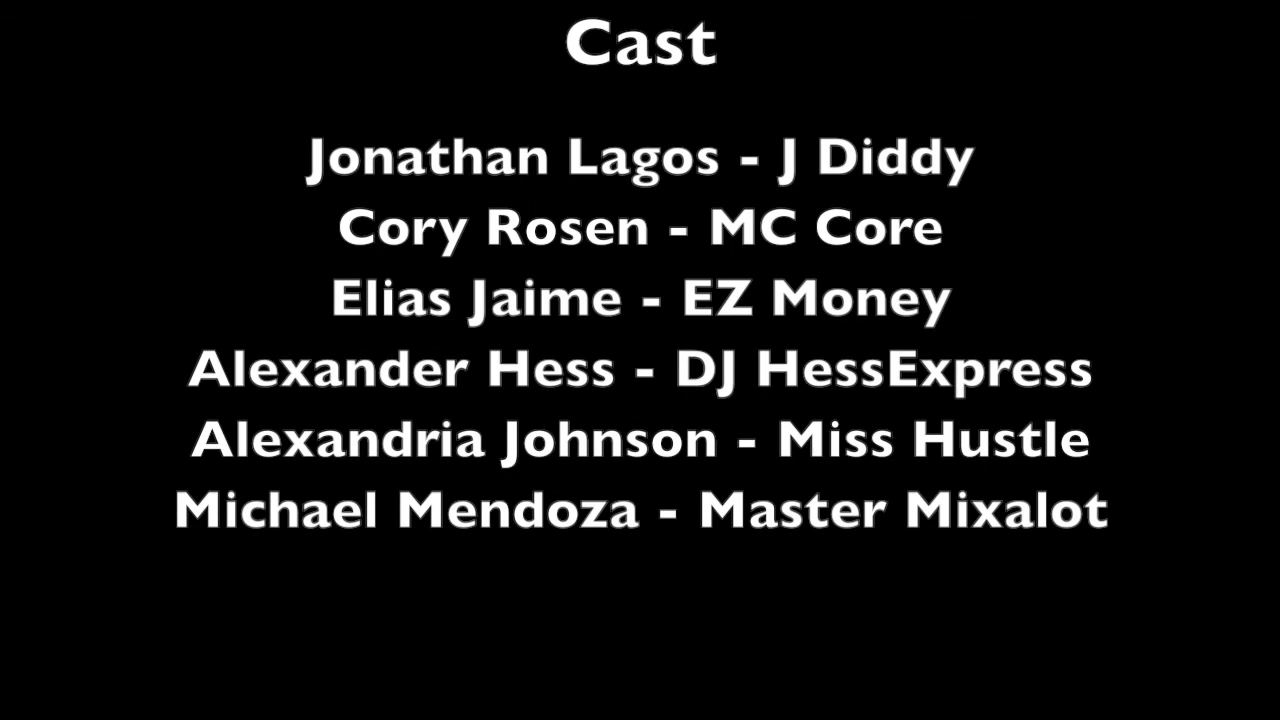 Cast
Jonathan Lagos - J Diddy
Cory Rosen - MC Core
Elias Jaime - EZ Money
Alexander Hess - DJ HessExpress
Alexandria Johnson - Miss Hustle
Michael Mendoza - Master Mixalot